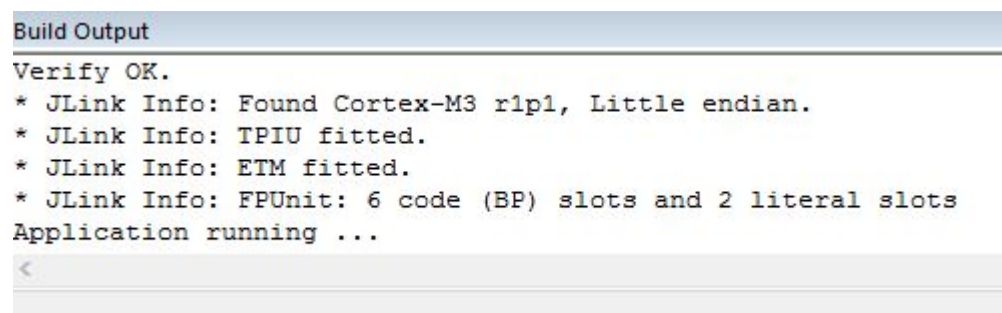 Build Output
Verify OK.
* JLink Info: Found Cortex-M3 r1p1, Little endian.
* JLink Info: TPIU fitted.
* JLink Info: ETM fitted.
* JLink Info: FPUnit: 6 code (BP) slots and 2 literal slots
Application running ...